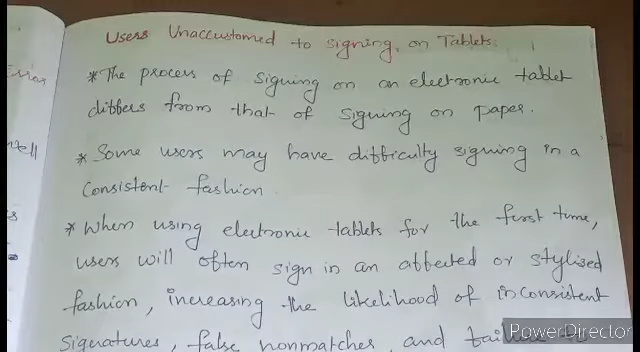 Users Unaccustomed to signing on Tablets:
* The process of signing on an electronic tablet
differs from that of signing on paper.
* Some users may have difficulty signing in a
consistent fashion
* When using electronic tablets for the first time,
users will often sign in an affected or stylised
fashion, increasing the likelihood of inconsistent
signatures, false nonmatches, and
Error
PowerDirector